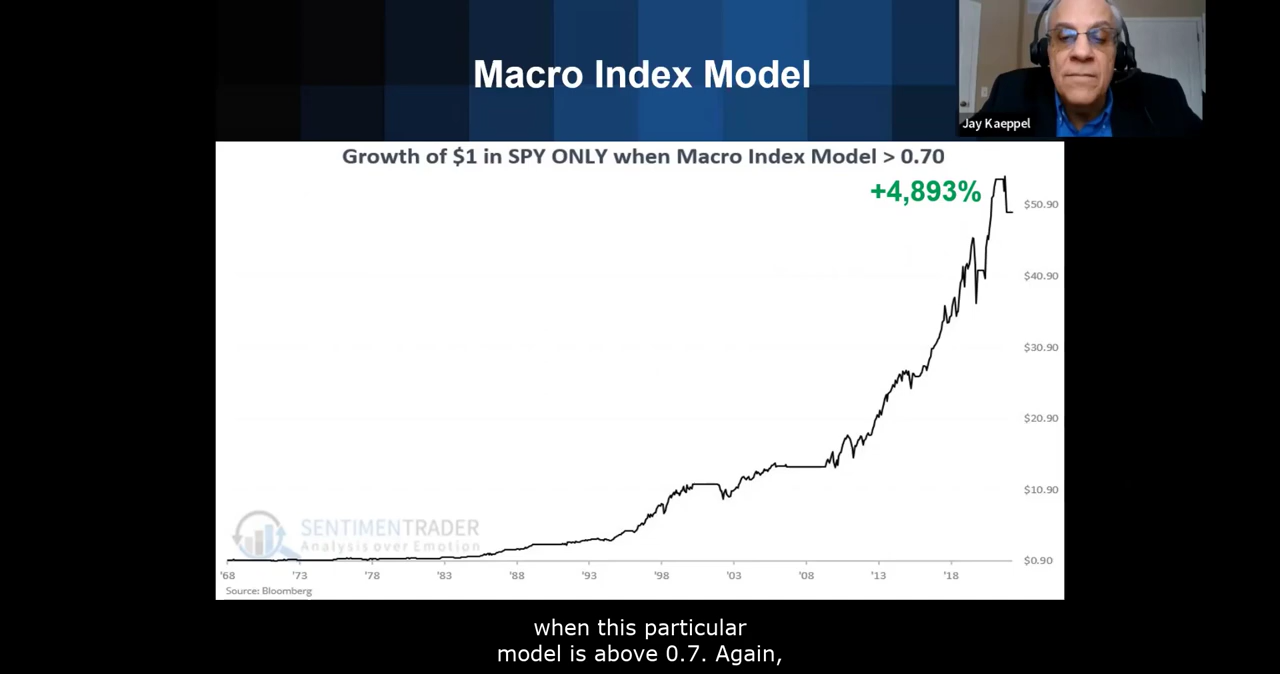 Macro Index Model
Jay Kaeppel
Growth of $1 in SPY ONLY when Macro Index Model > 0.70
+4,893%
$50.90
$40.90
$30.90
$20.90
$10.90
$0.90
SENTIMENTRADER
Analysis over Emotion
'68 '73 '78 '83 '88 '93 '98 '03 '08 '13 '18
Source: Bloomberg
when this particular
model is above 0.7. Again,